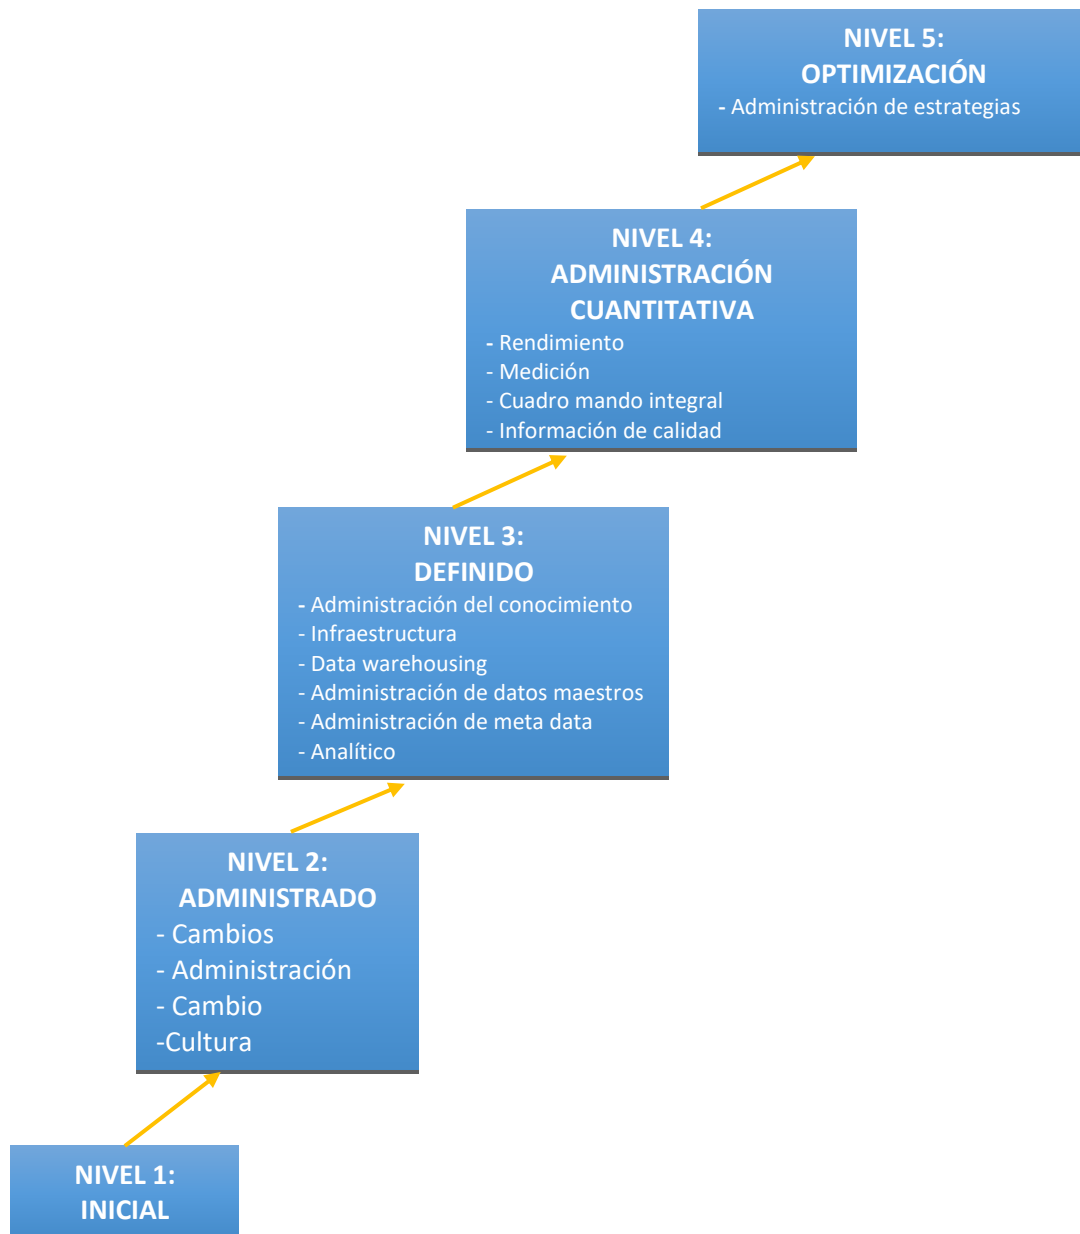 NIVEL 5:
OPTIMIZACIÓN
- Administración de estrategias
NIVEL 4:
ADMINISTRACIÓN
CUANTITATIVA
- Rendimiento
- Medición
- Cuadro mando integral
- Información de calidad
NIVEL 3:
DEFINIDO
- Administración del conocimiento
- Infraestructura
- Data warehousing
- Administración de datos maestros
- Administración de meta data
- Analítico
NIVEL 2:
ADMINISTRADO
- Cambios
- Administración
- Cambio
-Cultura
NIVEL 1:
INICIAL